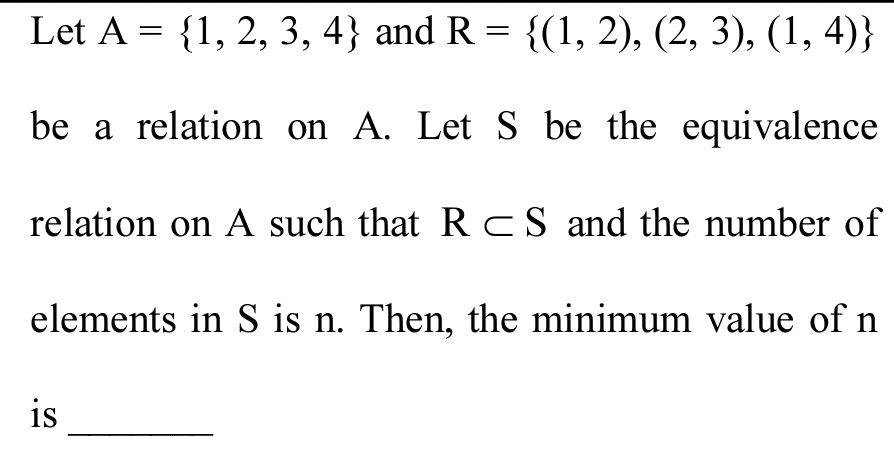 Let A = {1, 2, 3, 4} and R = {(1, 2), (2, 3), (1, 4)}
be a relation on A. Let S be the equivalence
relation on A such that R ⊂ S and the number of
elements in S is n. Then, the minimum value of n
is _______